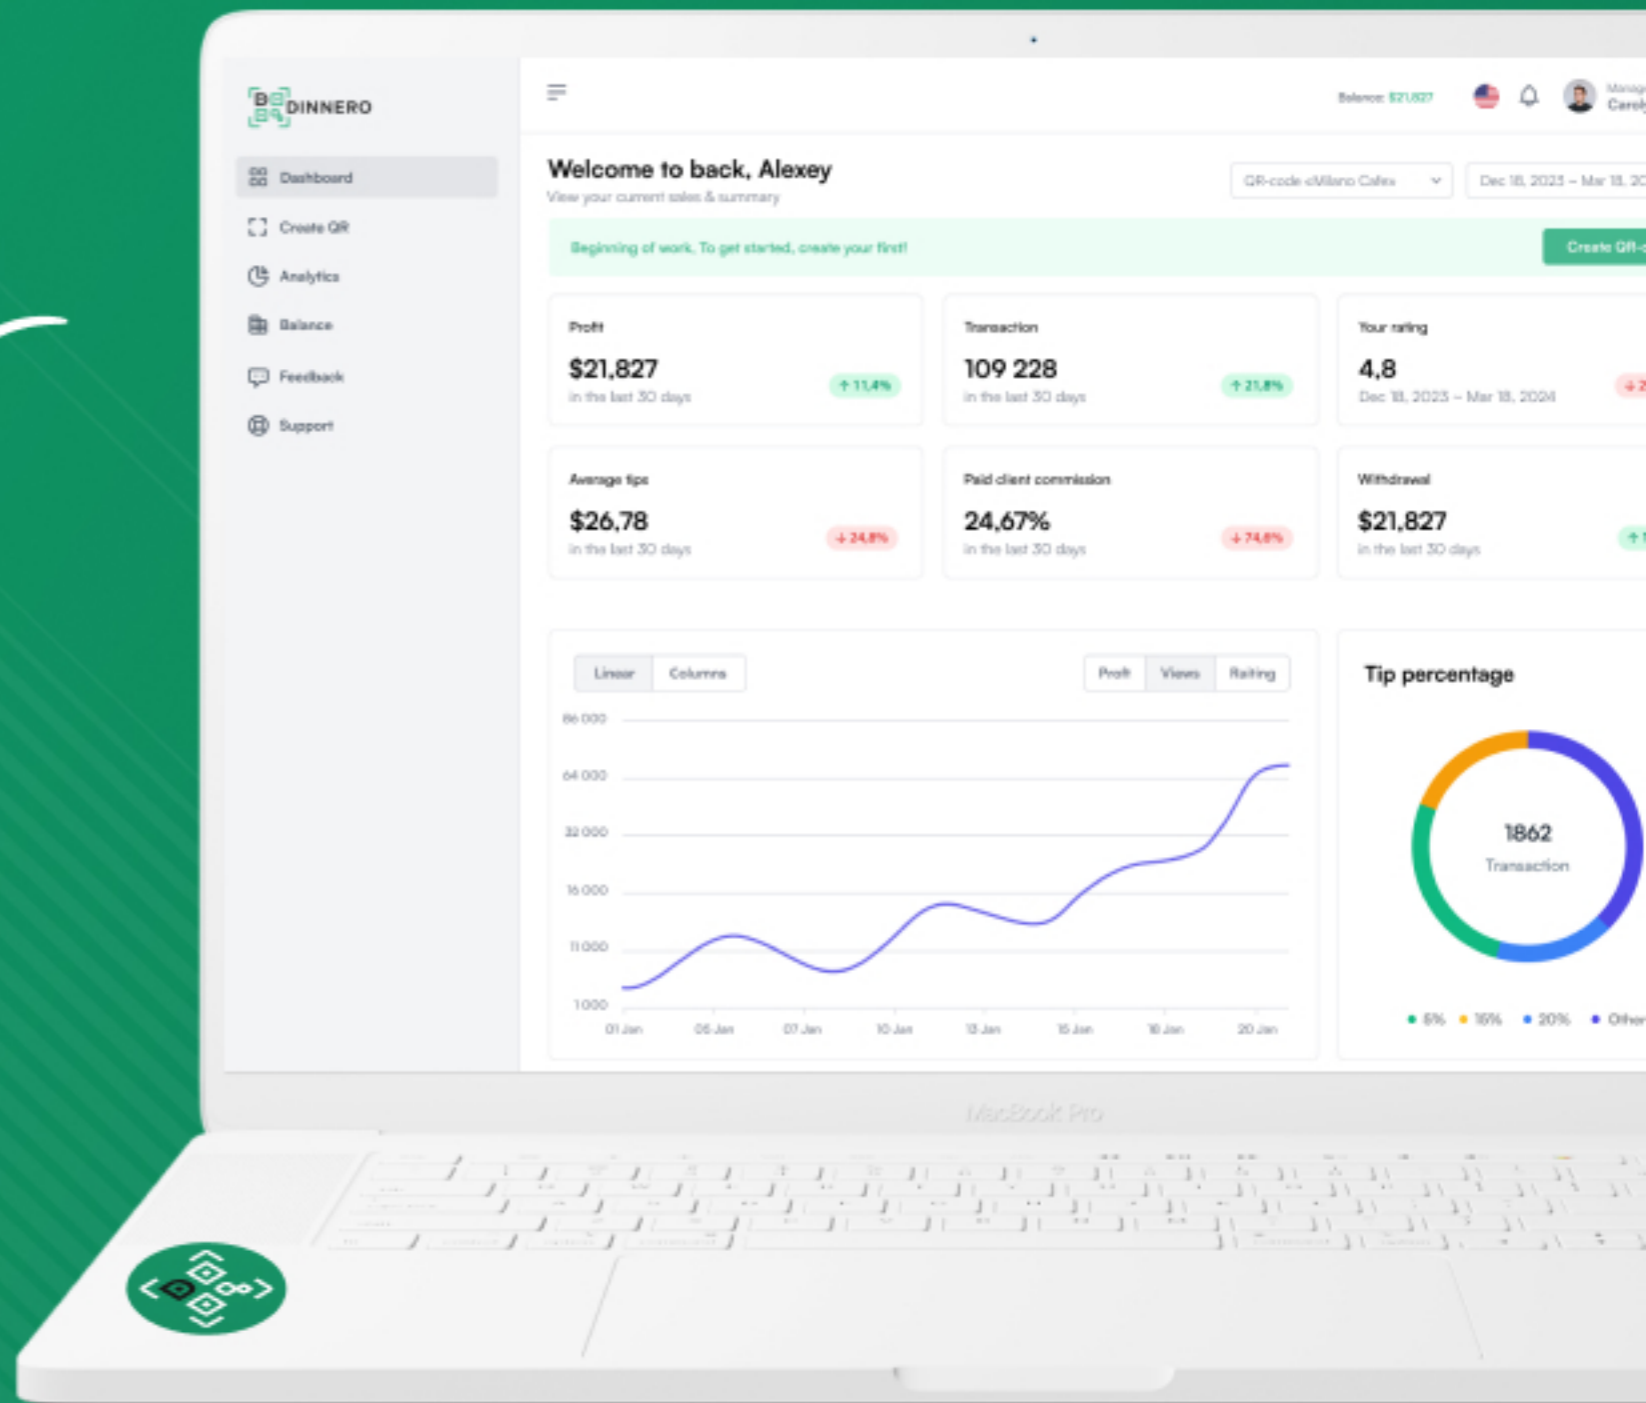 DINNERO
Balance: $21,827
Dashboard
Create QR
Analytics
Balance
Feedback
Support
Welcome to back, Alexey
View your current sales & summary
QR-code «Milano Cafe»
Dec 18, 2023 – Mar 18,
Beginning of work. To get started, create your first!
Create
Profit
$21,827
in the last 30 days
↑ 11,4%
Transaction
109 228
in the last 30 days
↑ 21,8%
Your rating
4,8
Dec 18, 2023 – Mar 18, 2024
Average tips
$26,78
in the last 30 days
↓ 24,8%
Paid client commission
24,67%
in the last 30 days
↓ 74,6%
Withdrawal
$21,827
in the last 30 days
Linear Columns
Profit Views Raiting
86 000
64 000
32 000
16 000
11 000
1 000
01 Jan 05 Jan 07 Jan 10 Jan 13 Jan 15 Jan 18 Jan 20 Jan
Tip percentage
1862
Transaction
5% 15% 20% Other
MacBook Pro